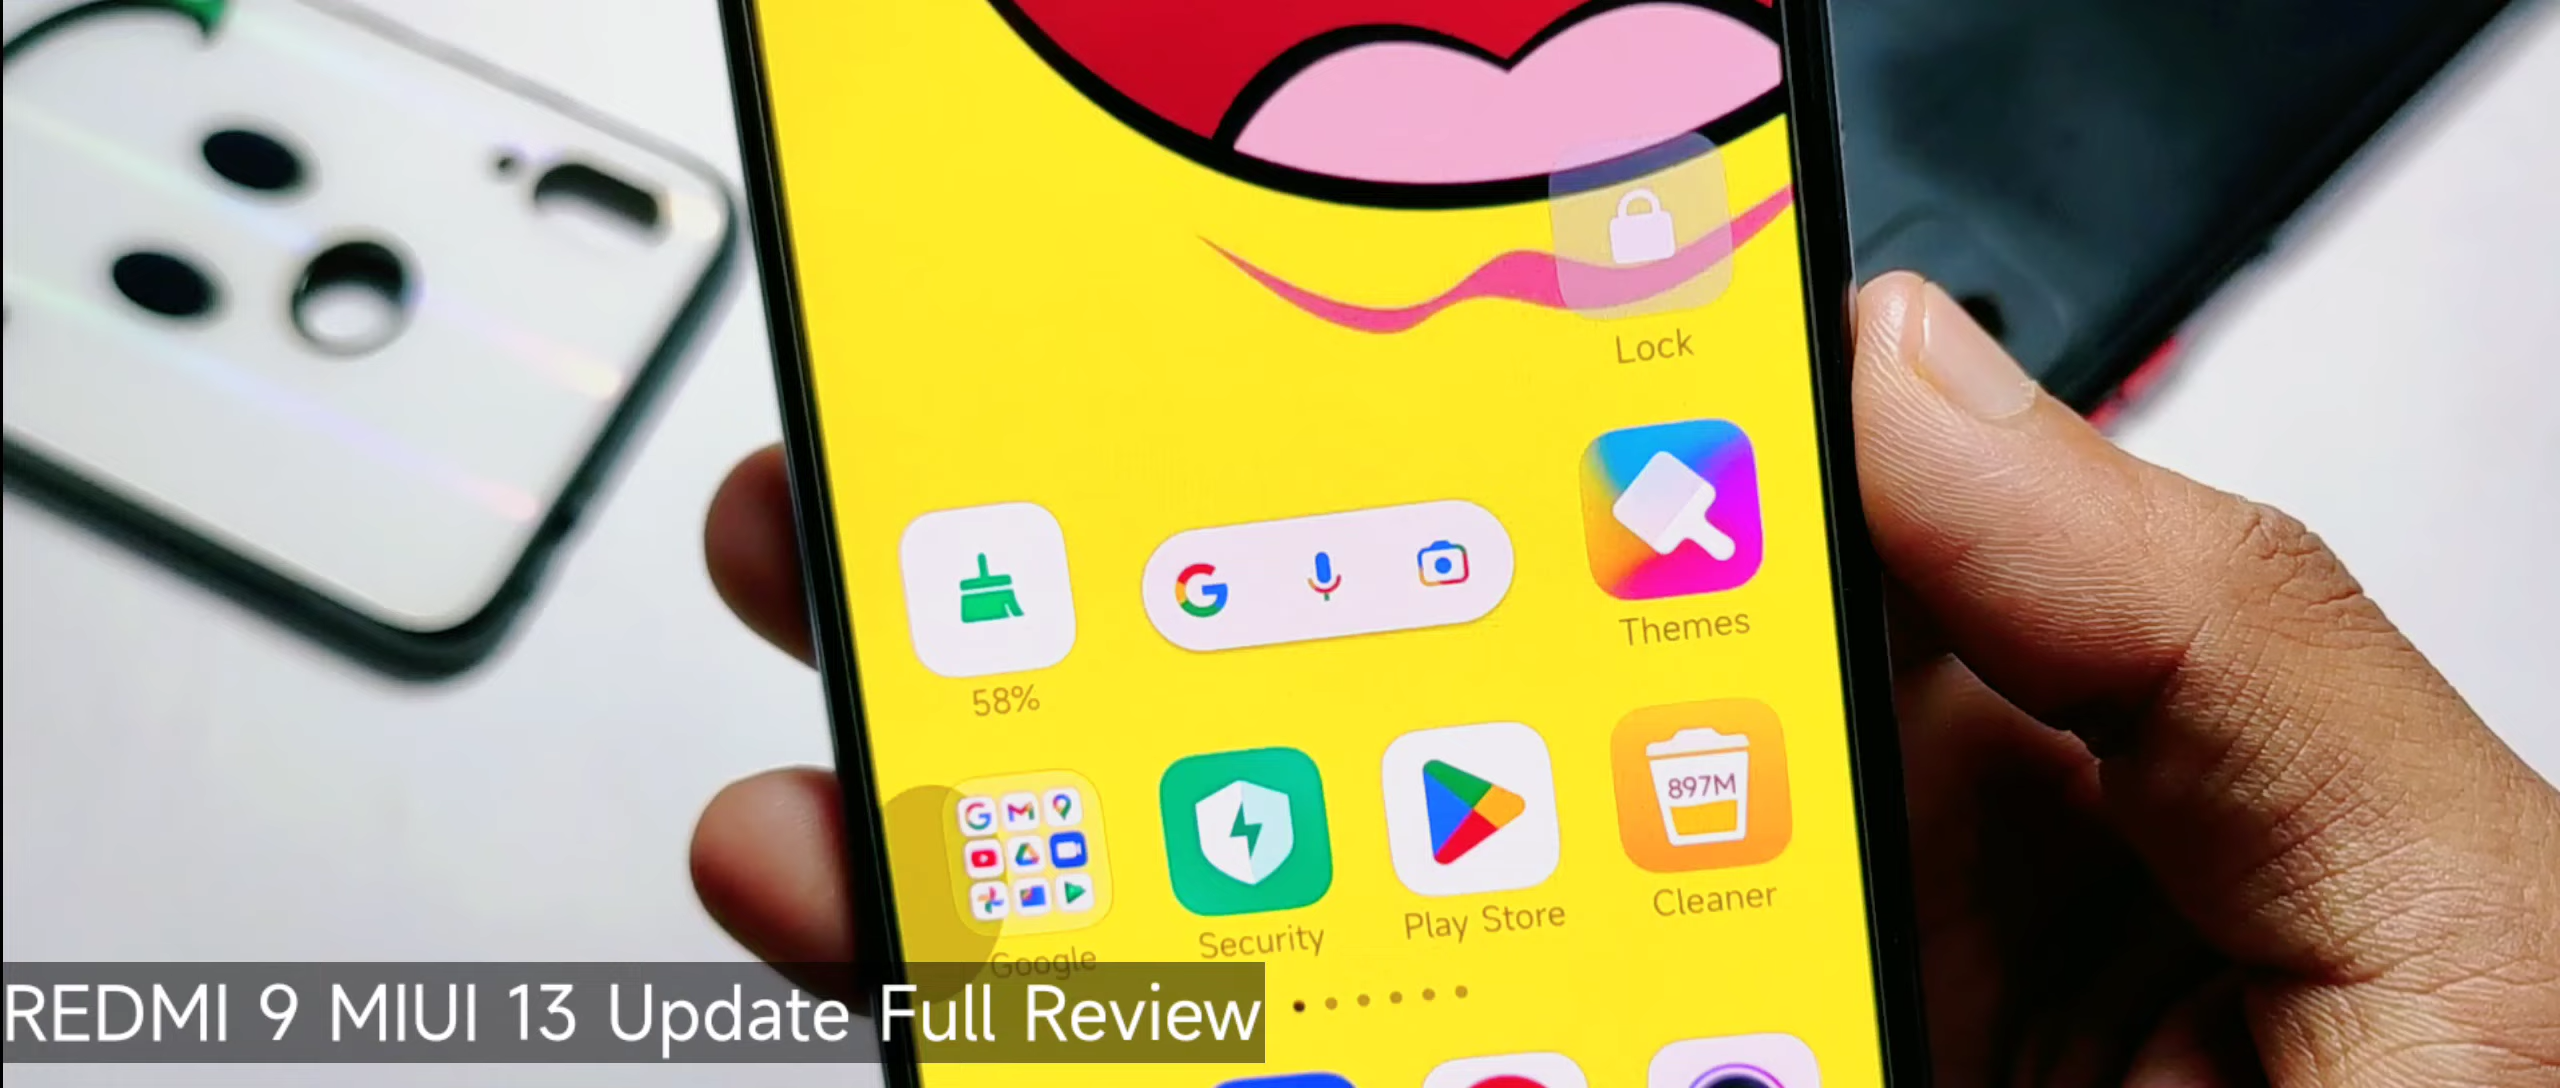 Lock
Themes
58%
897M
Cleaner
Play Store
Security
Google
REDMI 9 MIUI 13 Update Full Review